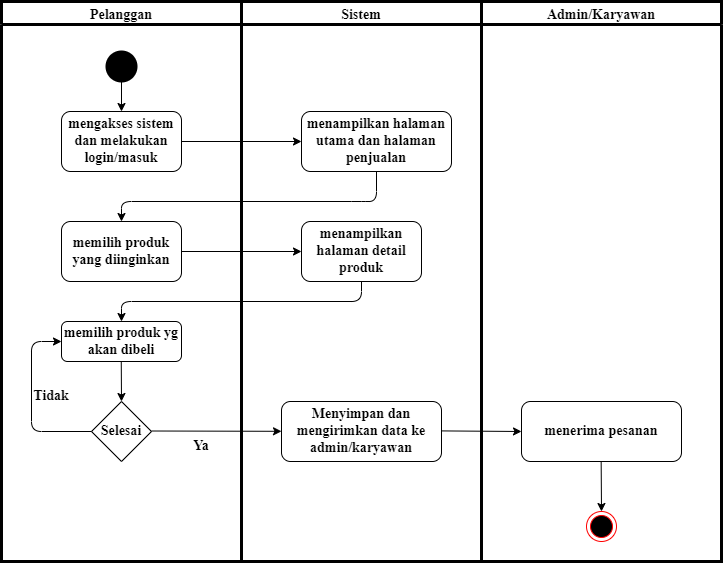 Pelanggan
Sistem
Admin/Karyawan
mengakses sistem
dan melakukan
login/masuk
menampilkan halaman
utama dan halaman
penjualan
memilih produk
yang diinginkan
menampilkan
halaman detail
produk
memilih produk yg
akan dibeli
Tidak
Selesai
Ya
Menyimpan dan
mengirimkan data ke
admin/karyawan
menerima pesanan